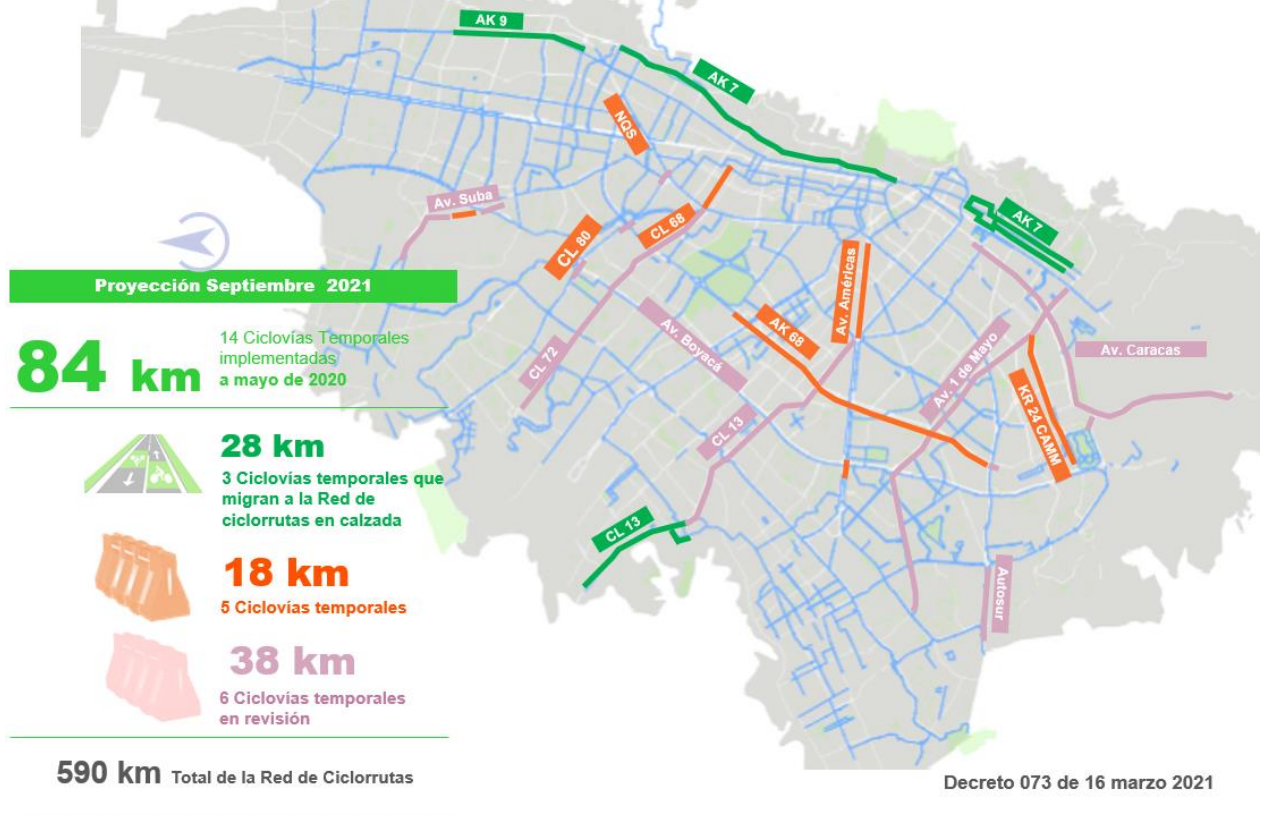 AK 9
AK 7
NQS
Av. Suba
CL 68
CL 80
AK 7
Proyección Septiembre 2021
84 km
14 Ciclovías Temporales
implementadas
a mayo de 2020
Av. Américas
AK 68
Av. Boyacá
CL 72
Av. 1 de Mayo
Av. Caracas
KR 24 CAMM
CL 13
CL 13
Autosur
1
28 km
3 Ciclovías temporales que
migran a la Red de
ciclorrutas en calzada
18 km
5 Ciclovías temporales
38 km
6 Ciclovías temporales
en revisión
590 km Total de la Red de Ciclorrutas
Decreto 073 de 16 marzo 2021